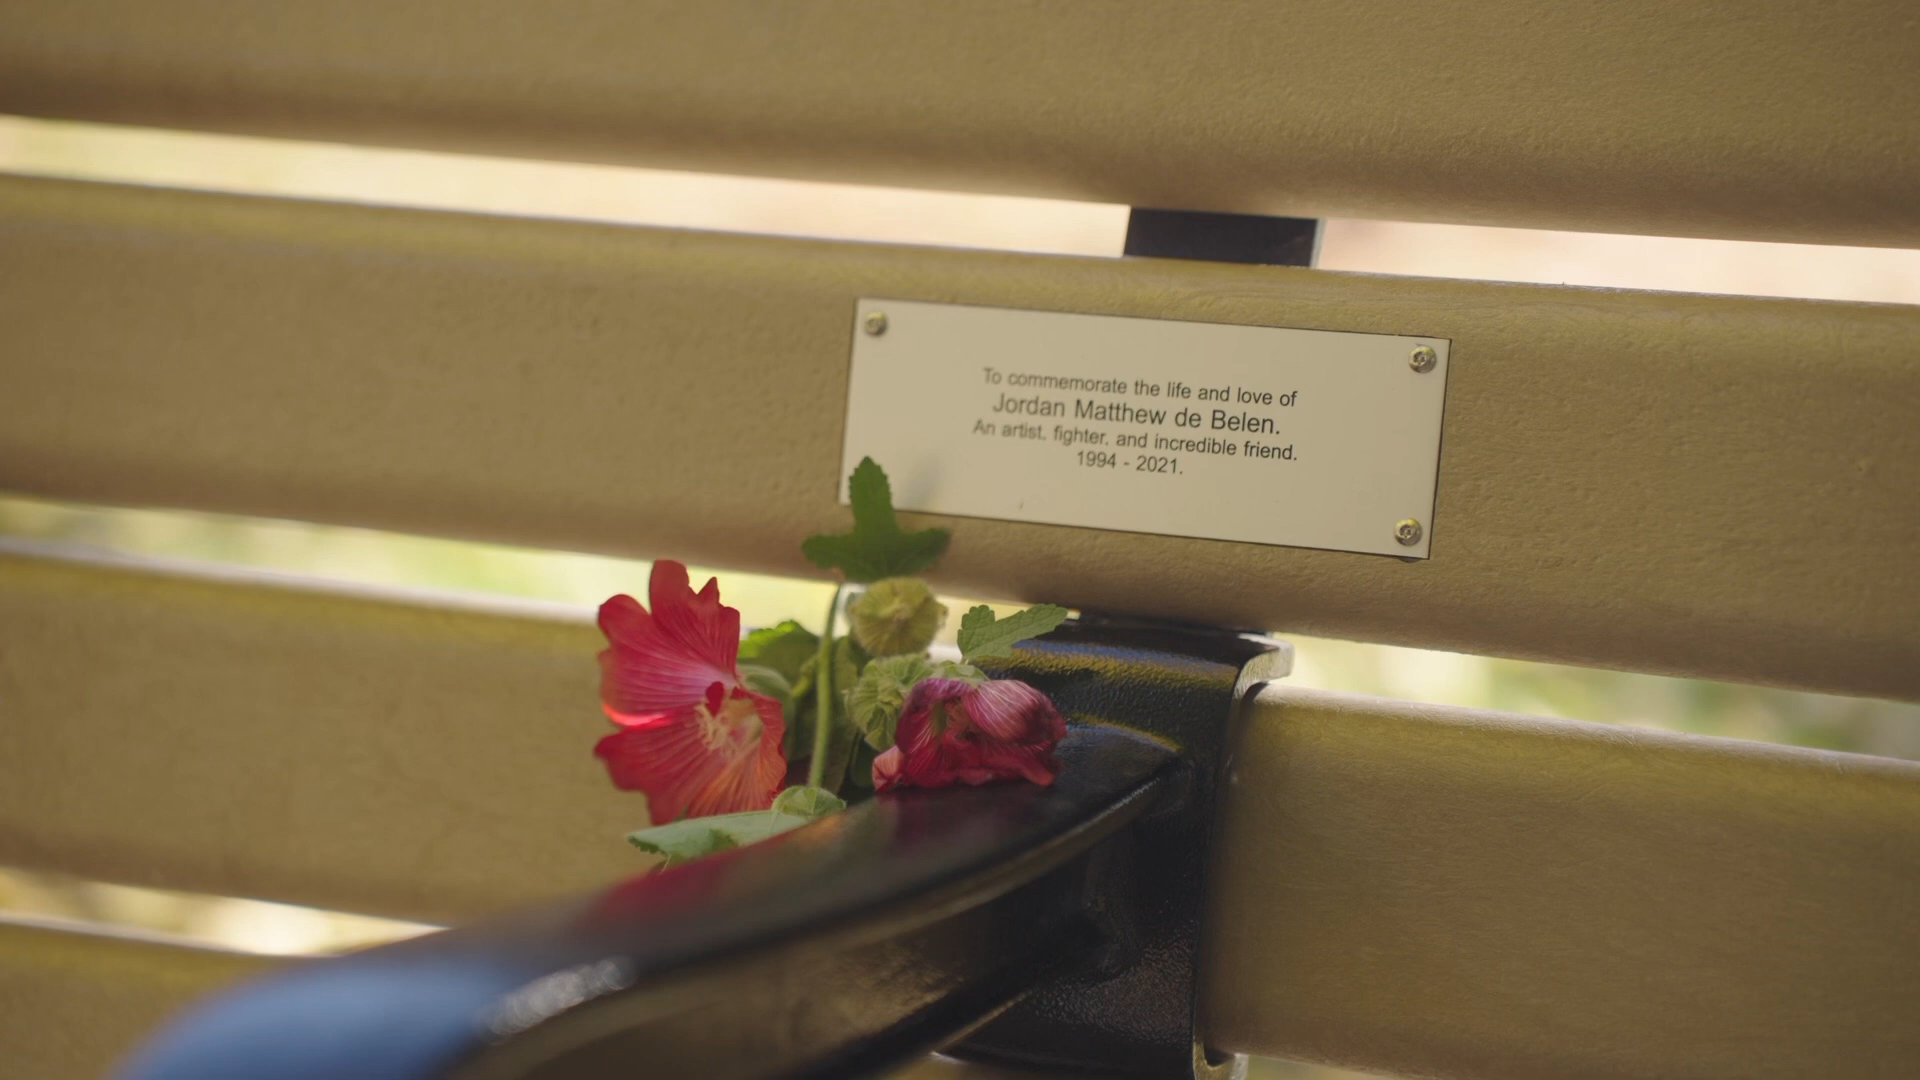 To commemorate the life and love of
Jordan Matthew de Belen.
An artist, fighter, and incredible friend.
1994 - 2021.